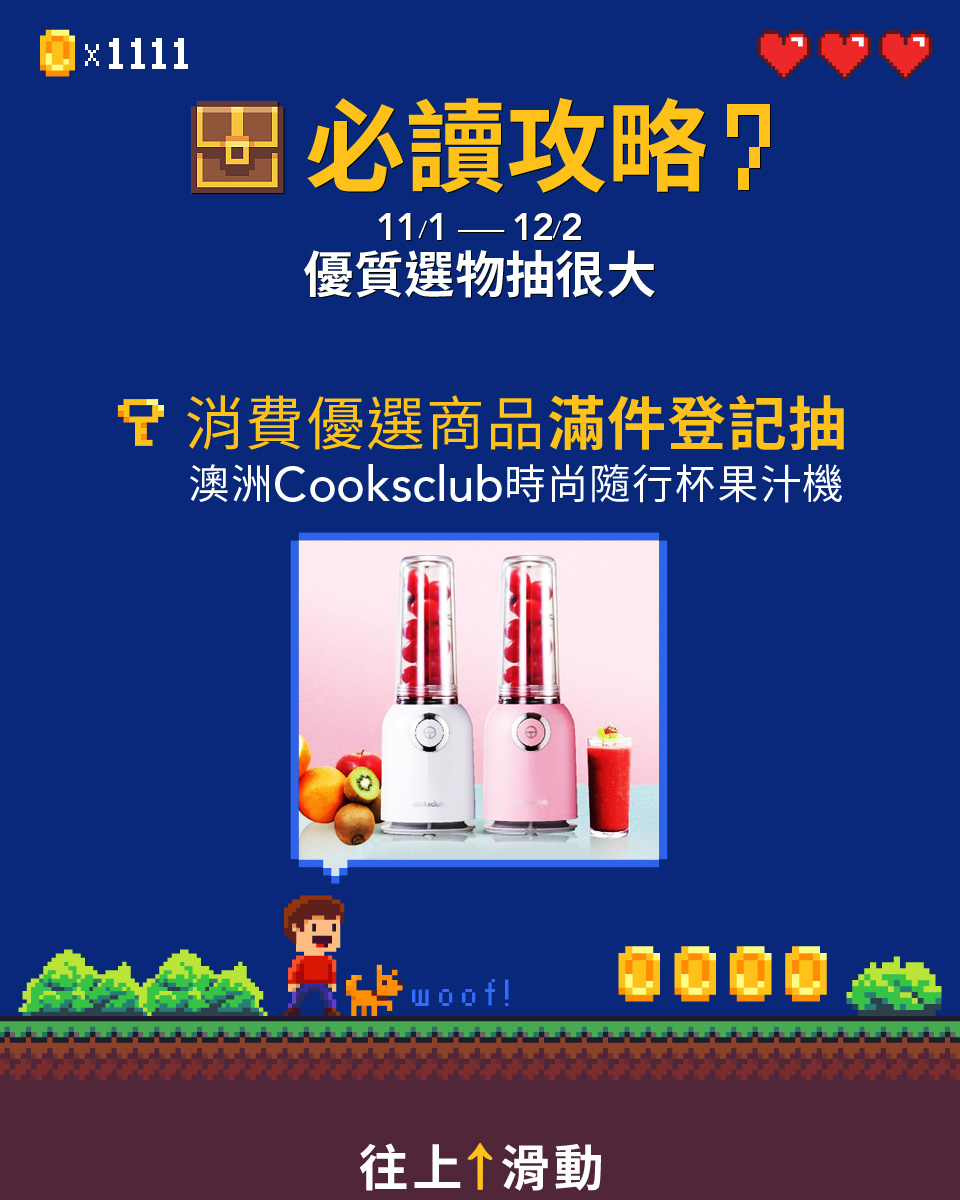 x1111
必讀攻略
11/1 — 12/2
優質選物抽很大
消費優選商品滿件登記抽
澳洲Cooksclub時尚隨行杯果汁機
cooksclub
woof!
往上↑滑動